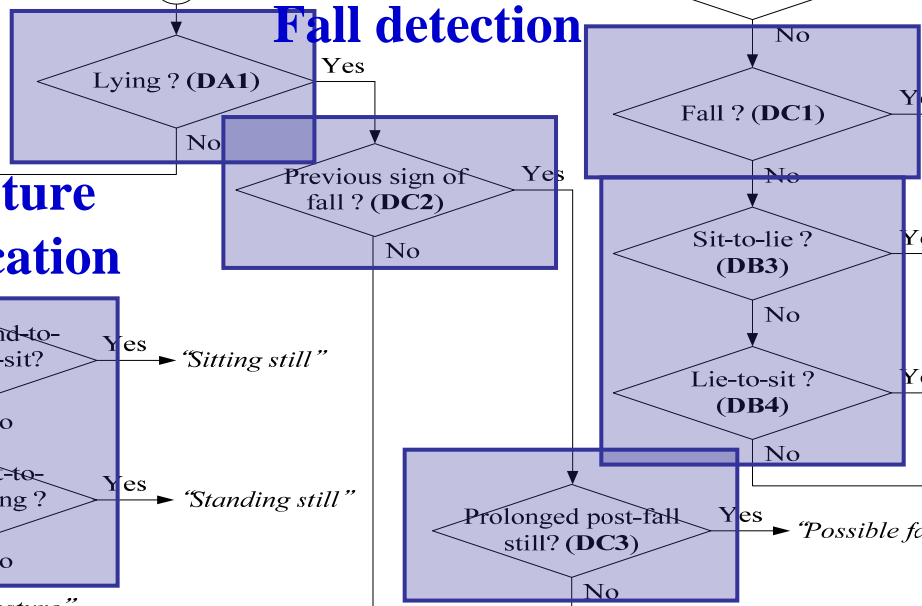 Fall detection
No
Lying ? (DA1)
Yes
No
Fall ? (DC1)
No
Previous sign of
fall ? (DC2)
Yes
No
Sit-to-lie ?
(DB3)
No
Lie-to-sit ?
(DB4)
No
-sit?
Yes
“Sitting still”
Yes
“Standing still”
Prolonged post-fall
still? (DC3)
Yes
“Possible
No